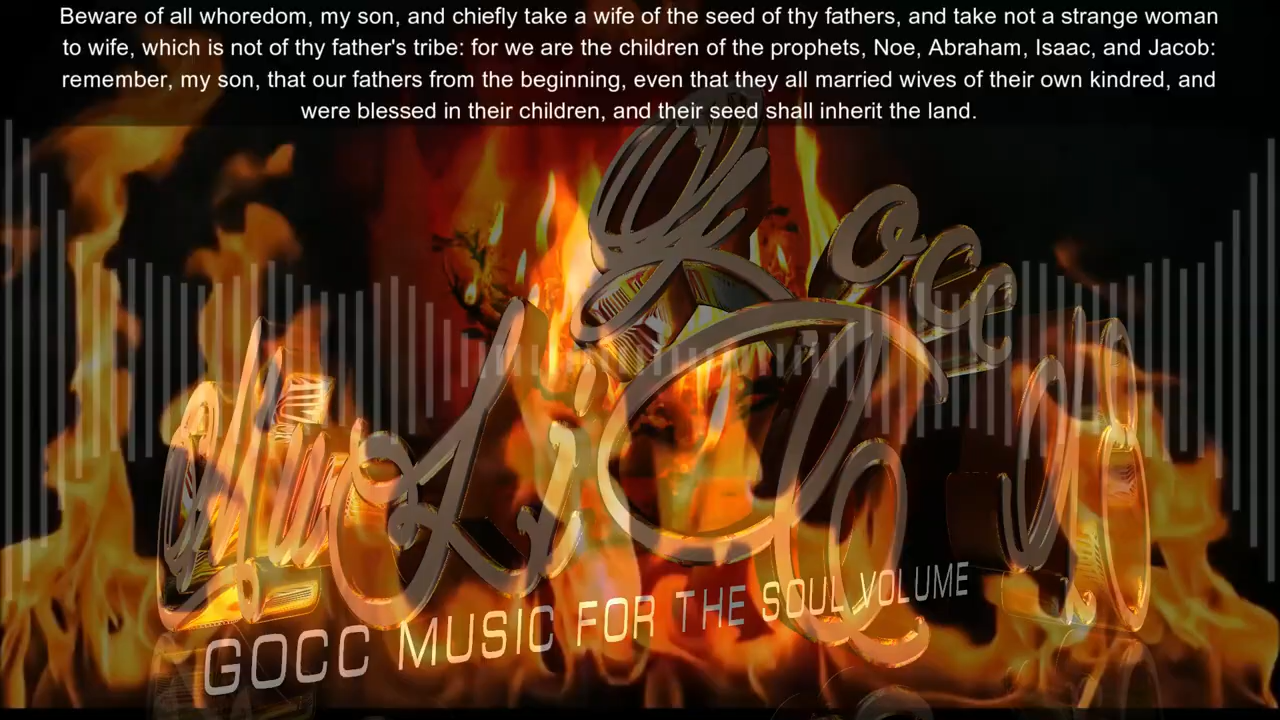 Beware of all whoredom, my son, and chiefly take a wife of the seed of thy fathers, and take not a strange woman
to wife, which is not of thy father's tribe: for we are the children of the prophets, Noe, Abraham, Isaac, and Jacob:
remember, my son, that our fathers from the beginning, even that they all married wives of their own kindred, and
were blessed in their children, and their seed shall inherit the land.
Gocc
GOCC MUSIC FOR THE SOUL VOLUME